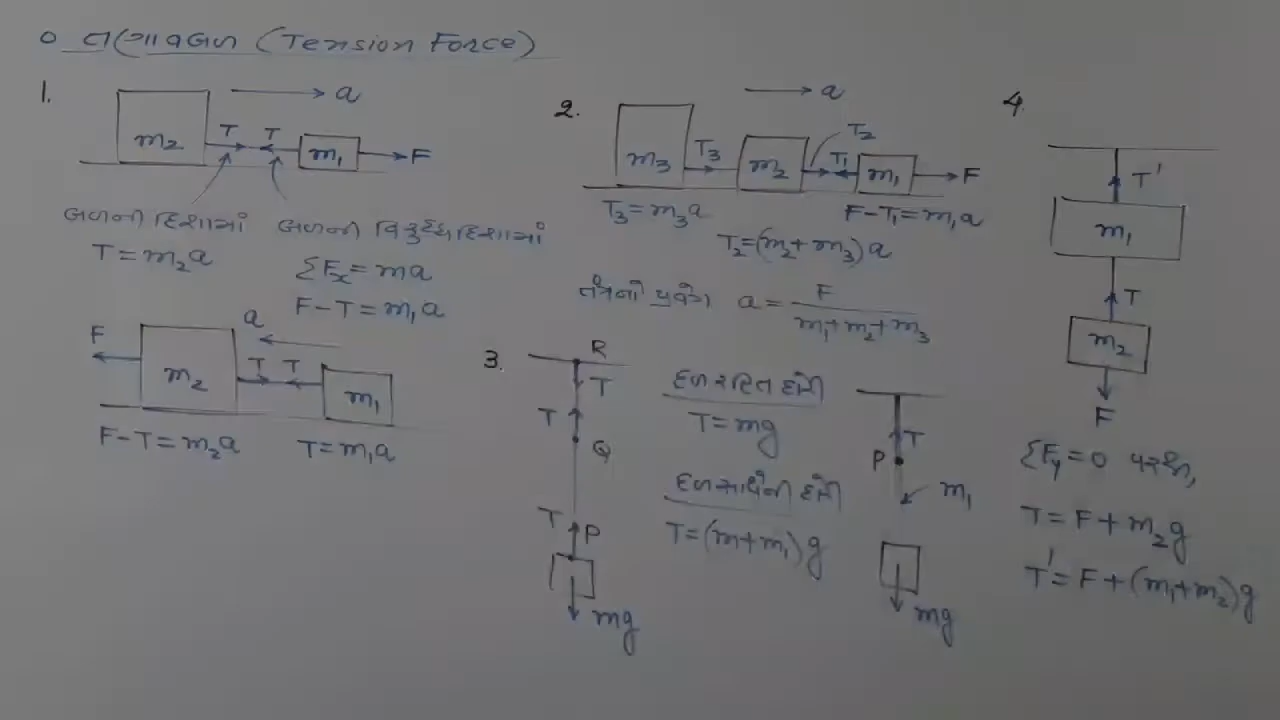 ○ તણાવબળ (Tension Force)
1.
a
m₂ T T m₁ F
બળની દિશામાં
બળની વિરુદ્ધ દિશામાં
T = m₂a
ΣFₓ = ma
F - T = m₁a
a
F m₂ T T m₁
F - T = m₂a
T = m₁a
2.
a
T₂
m₃ T₃ m₂ T₁ m₁ F
T₃ = m₃a
F - T₁ = m₁a
T₂ = (m₂ + m₃)a
તંત્રનો પ્રવેગ a = F / m₁ + m₂ + m₃
3.
R
T
T
Q
T P
mg
દળરહિત દોરી
T = mg
દળ સાથેની દોરી
T = (m + m₁)g
T
P
m₁
mg
4.
T'
m₁
T
m₂
F
ΣFy = 0 પરથી,
T = F + m₂g
T' = F + (m₁ + m₂)g